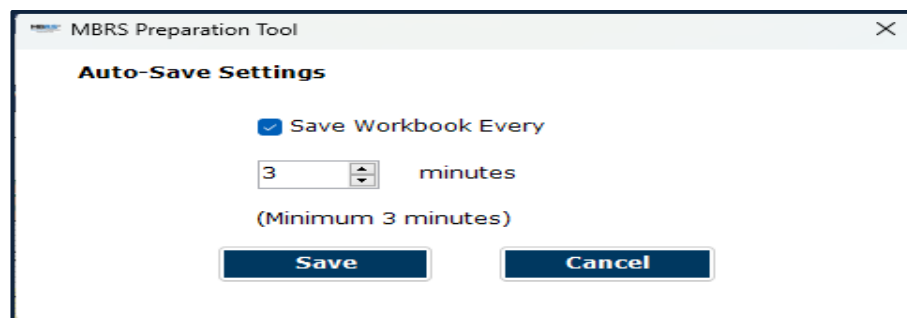 MBRS Preparation Tool
Auto-Save Settings
Save Workbook Every
3 minutes
(Minimum 3 minutes)
Save Cancel